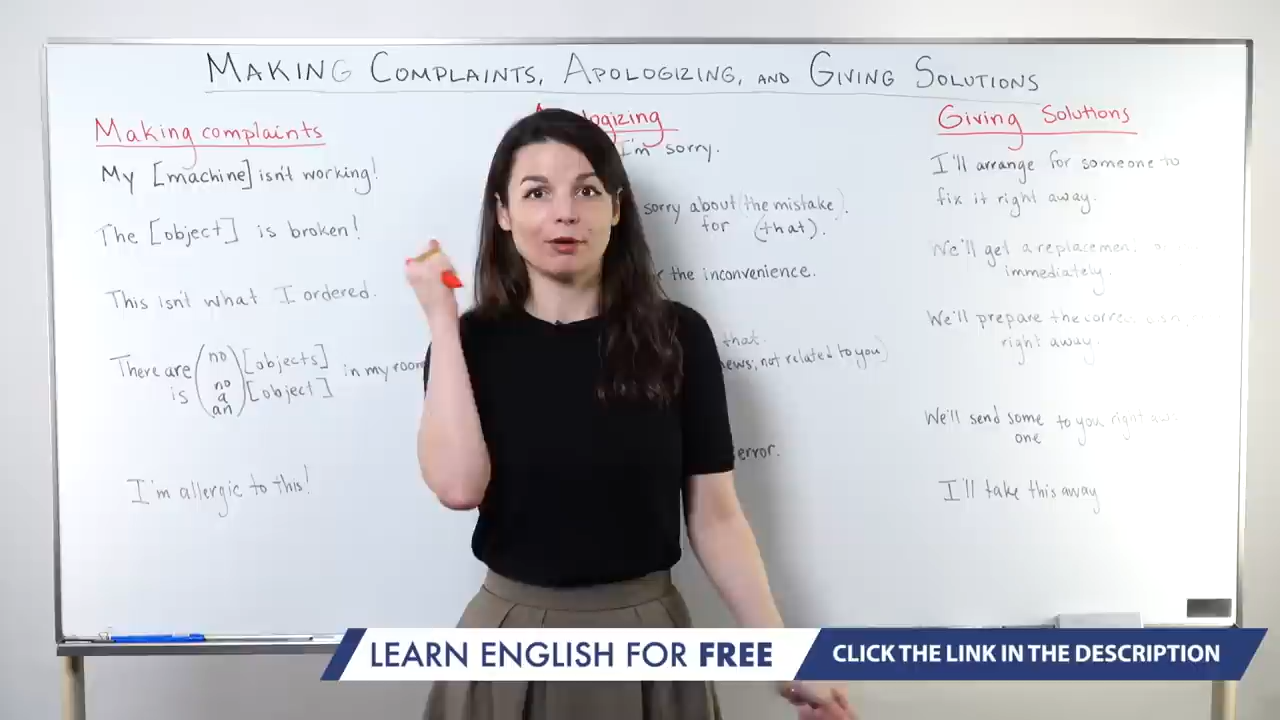 MAKING COMPLAINTS, APOLOGIZING, AND GIVING SOLUTIONS
Making complaints
My [machine] isn't working!
The [object] is broken!
This isn't what I ordered.
There are (no) [objects] in my room
is (no a an) [object]
I'm allergic to this!
I'm sorry.
sorry about (the mistake).
for (that).
the inconvenience.
that.
not related to you)
error.
Giving Solutions
I'll arrange for someone to
fix it right away.
We'll get a replacement
immediately.
We'll prepare the
right away.
We'll send some to you right
one
I'll take this away
LEARN ENGLISH FOR FREE
CLICK THE LINK IN THE DESCRIPTION